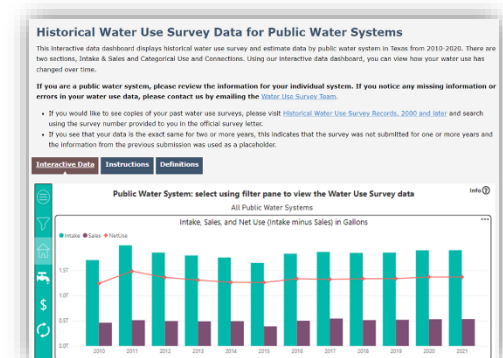 Historical Water Use Survey Data for Public Water Systems
This interactive data dashboard displays historical water use survey and estimate data by public water system in Texas from 2010-2020. There are
two sections, Intake & Sales and Categorical Use and Connections. Using our interactive data dashboard, you can view how your water use has
changed over time.
If you are a public water system, please review the information for your individual system. If you notice any missing information or
errors in your water use data, please contact us by emailing the Water Use Survey Team.
• If you would like to see copies of your past water use surveys, please visit Historical Water Use Survey Records, 2000 and later and search
using the survey number provided to you in the official survey letter.
• If you see that your data is the exact same for two or more years, this indicates that the survey was not submitted for one or more years and
the information from the previous submission was used as a placeholder.
Interactive Data Instructions Definitions
Public Water System: select using filter pane to view the Water Use Survey data Info?
All Public Water Systems
Intake, Sales, and Net Use (Intake minus Sales) in Gallons
Intake Sales NetUse
1.5T
1.0T
0.5T
0.0T
2010 2011 2012 2013 2014 2015 2016 2017 2018 2019 2020 2021